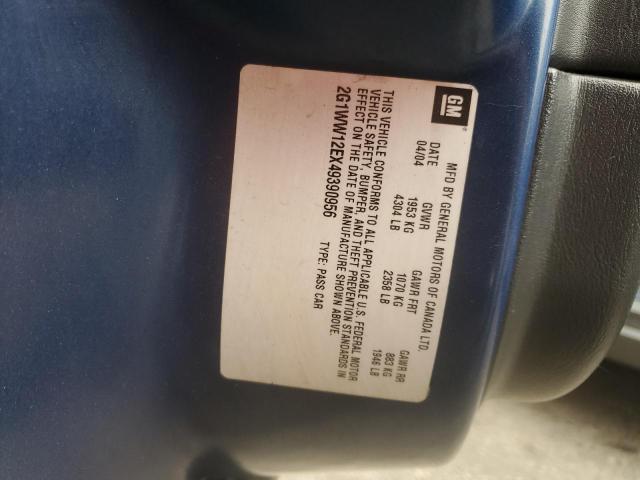 GM
MFD BY GENERAL MOTORS OF CANADA LTD.
DATE GVWR GAWR FRT GAWR RR
04/04 1953 KG 1070 KG 883 KG
4304 LB 2358 LB 1946 LB
THIS VEHICLE CONFORMS TO ALL APPLICABLE U.S. FEDERAL MOTOR
VEHICLE SAFETY, BUMPER, AND THEFT PREVENTION STANDARDS IN
EFFECT ON THE DATE OF MANUFACTURE SHOWN ABOVE.
2G1WW12EX49390956 TYPE: PASS CAR